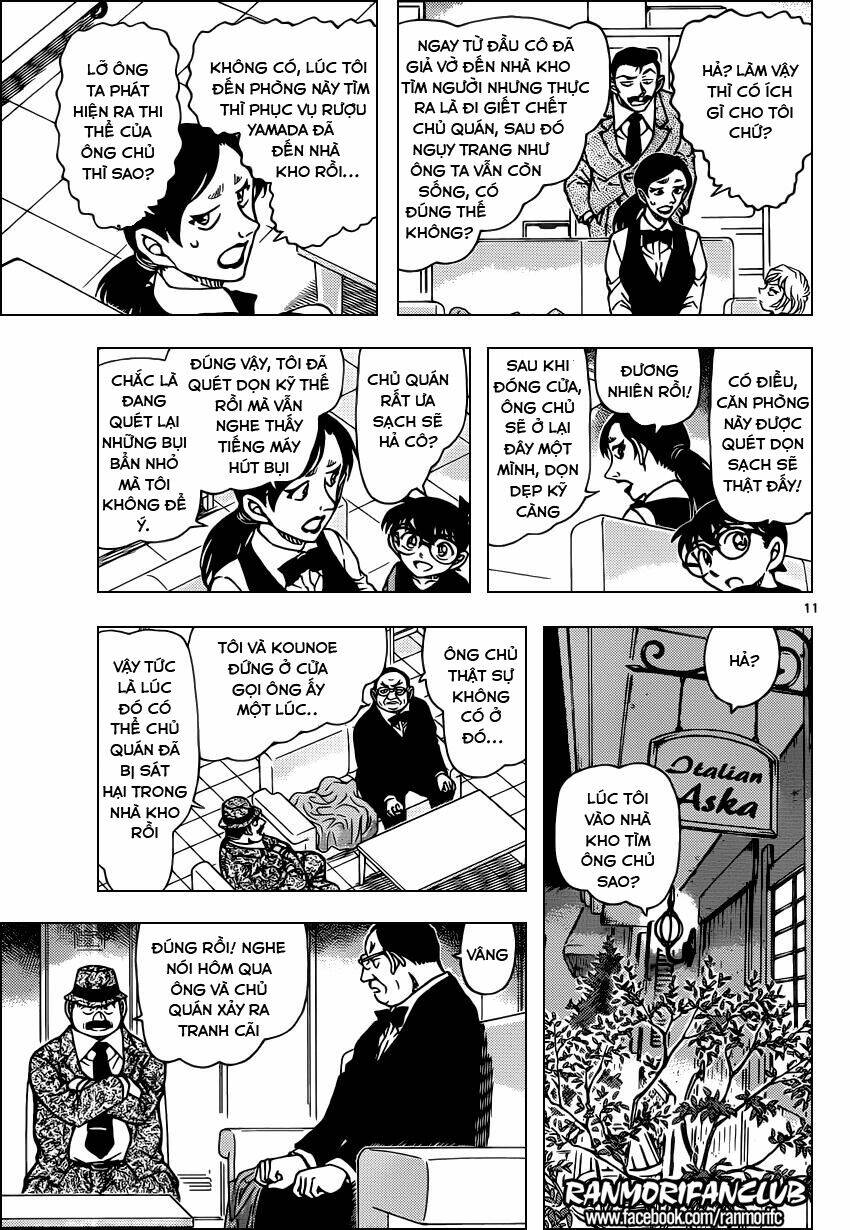 NGAY TỪ ĐẦU CÔ ĐÃ
GIẢ VỜ ĐẾN NHÀ KHO
TÌM NGƯỜI NHƯNG THỰC
RA LÀ ĐI GIẾT CHẾT
CHỦ QUÁN, SAU ĐÓ
NGỤY TRANG NHƯ
ÔNG TA VẪN CÒN
SỐNG, CÓ
ĐÚNG THẾ
KHÔNG?
HẢ? LÀM VẬY
THÌ CÓ ÍCH
GÌ CHO TÔI
CHỨ?
KHÔNG CÓ, LÚC TÔI
ĐẾN PHÒNG NÀY TÌM
THÌ PHỤC VỤ RƯỢU
YAMADA ĐÃ
ĐẾN NHÀ
KHO RỒI...
LỠ ÔNG
TA PHÁT
HIỆN RA THI
THỂ CỦA
ÔNG CHỦ
THÌ SAO?
CÓ ĐIỀU,
CĂN PHÒNG
NÀY ĐƯỢC
QUÉT DỌN
SẠCH SẼ
THẬT ĐẤY!
ĐƯƠNG
NHIÊN RỒI!
SAU KHI
ĐÓNG CỬA,
ÔNG CHỦ
SẼ Ở LẠI
ĐÂY MỘT
MÌNH, DỌN
DẸP KỸ
CÀNG
CHỦ QUÁN
RẤT ƯA
SẠCH SẼ
HẢ CÔ?
ĐÚNG VẬY, TÔI ĐÃ
QUÉT DỌN KỸ THẾ
RỒI MÀ VẪN
NGHE THẤY
TIẾNG MÁY
HÚT BỤI
CHẮC LÀ
ĐANG
QUÉT LẠI
NHỮNG BỤI
BẨN NHỎ
MÀ TÔI
KHÔNG ĐỂ
Ý.
11
HẢ?
Italian
Aska
LÚC TÔI
VÀO NHÀ
KHO TÌM
ÔNG CHỦ
SAO?
ÔNG CHỦ
THẬT SỰ
KHÔNG
CÓ Ở
ĐÓ...
TÔI VÀ KOUNOE
ĐỨNG Ở CỬA
GỌI ÔNG ẤY
MỘT LÚC..
VẬY TỨC
LÀ LÚC
ĐÓ CÓ
THỂ CHỦ
QUÁN ĐÃ
BỊ SÁT
HẠI TRONG
NHÀ KHO
RỒI
VÂNG
ĐÚNG RỒI! NGHE
NÓI HÔM QUA
ÔNG VÀ CHỦ
QUÁN XẢY RA
TRANH CÃI
RANMORIFANCLUB
www.facebook.com/ranmorifc